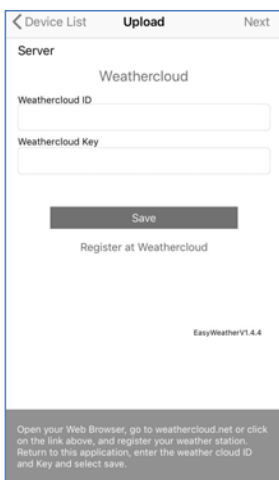 Device List Upload Next
Server
Weathercloud
Weathercloud ID
Weathercloud Key
Save
Register at Weathercloud
EasyWeatherV1.4.4
Open your Web Browser, go to weathercloud.net or click
on the link above, and register your weather station.
Return to this application, enter the weather cloud ID
and Key and select save.